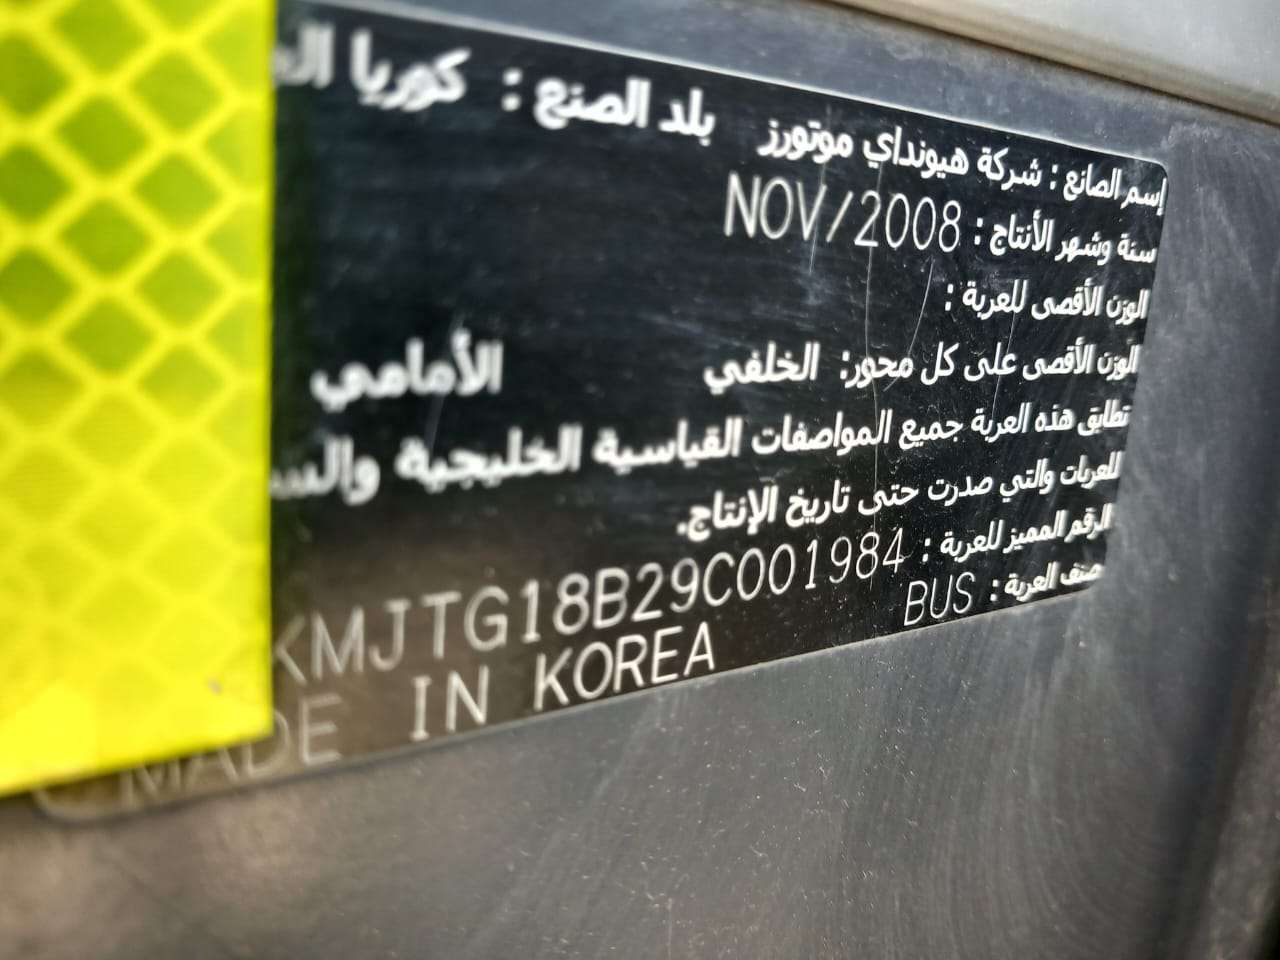 إسم الصانع : شركة هيونداي موتورز بلد الصنع : كوريا
سنة وشهر الأنتاج : NOV/2008
الوزن الأقصى للعربة :
الوزن الأقصى على كل محور: الخلفي الأمامي
تطابق هذه العربة جميع المواصفات القياسية الخليجية
للعربات والتي صدرت حتى تاريخ الإنتاج.
الرقم المميز للعربة : KMJTG18B29C001984
صنف العربة : BUS
MADE IN KOREA